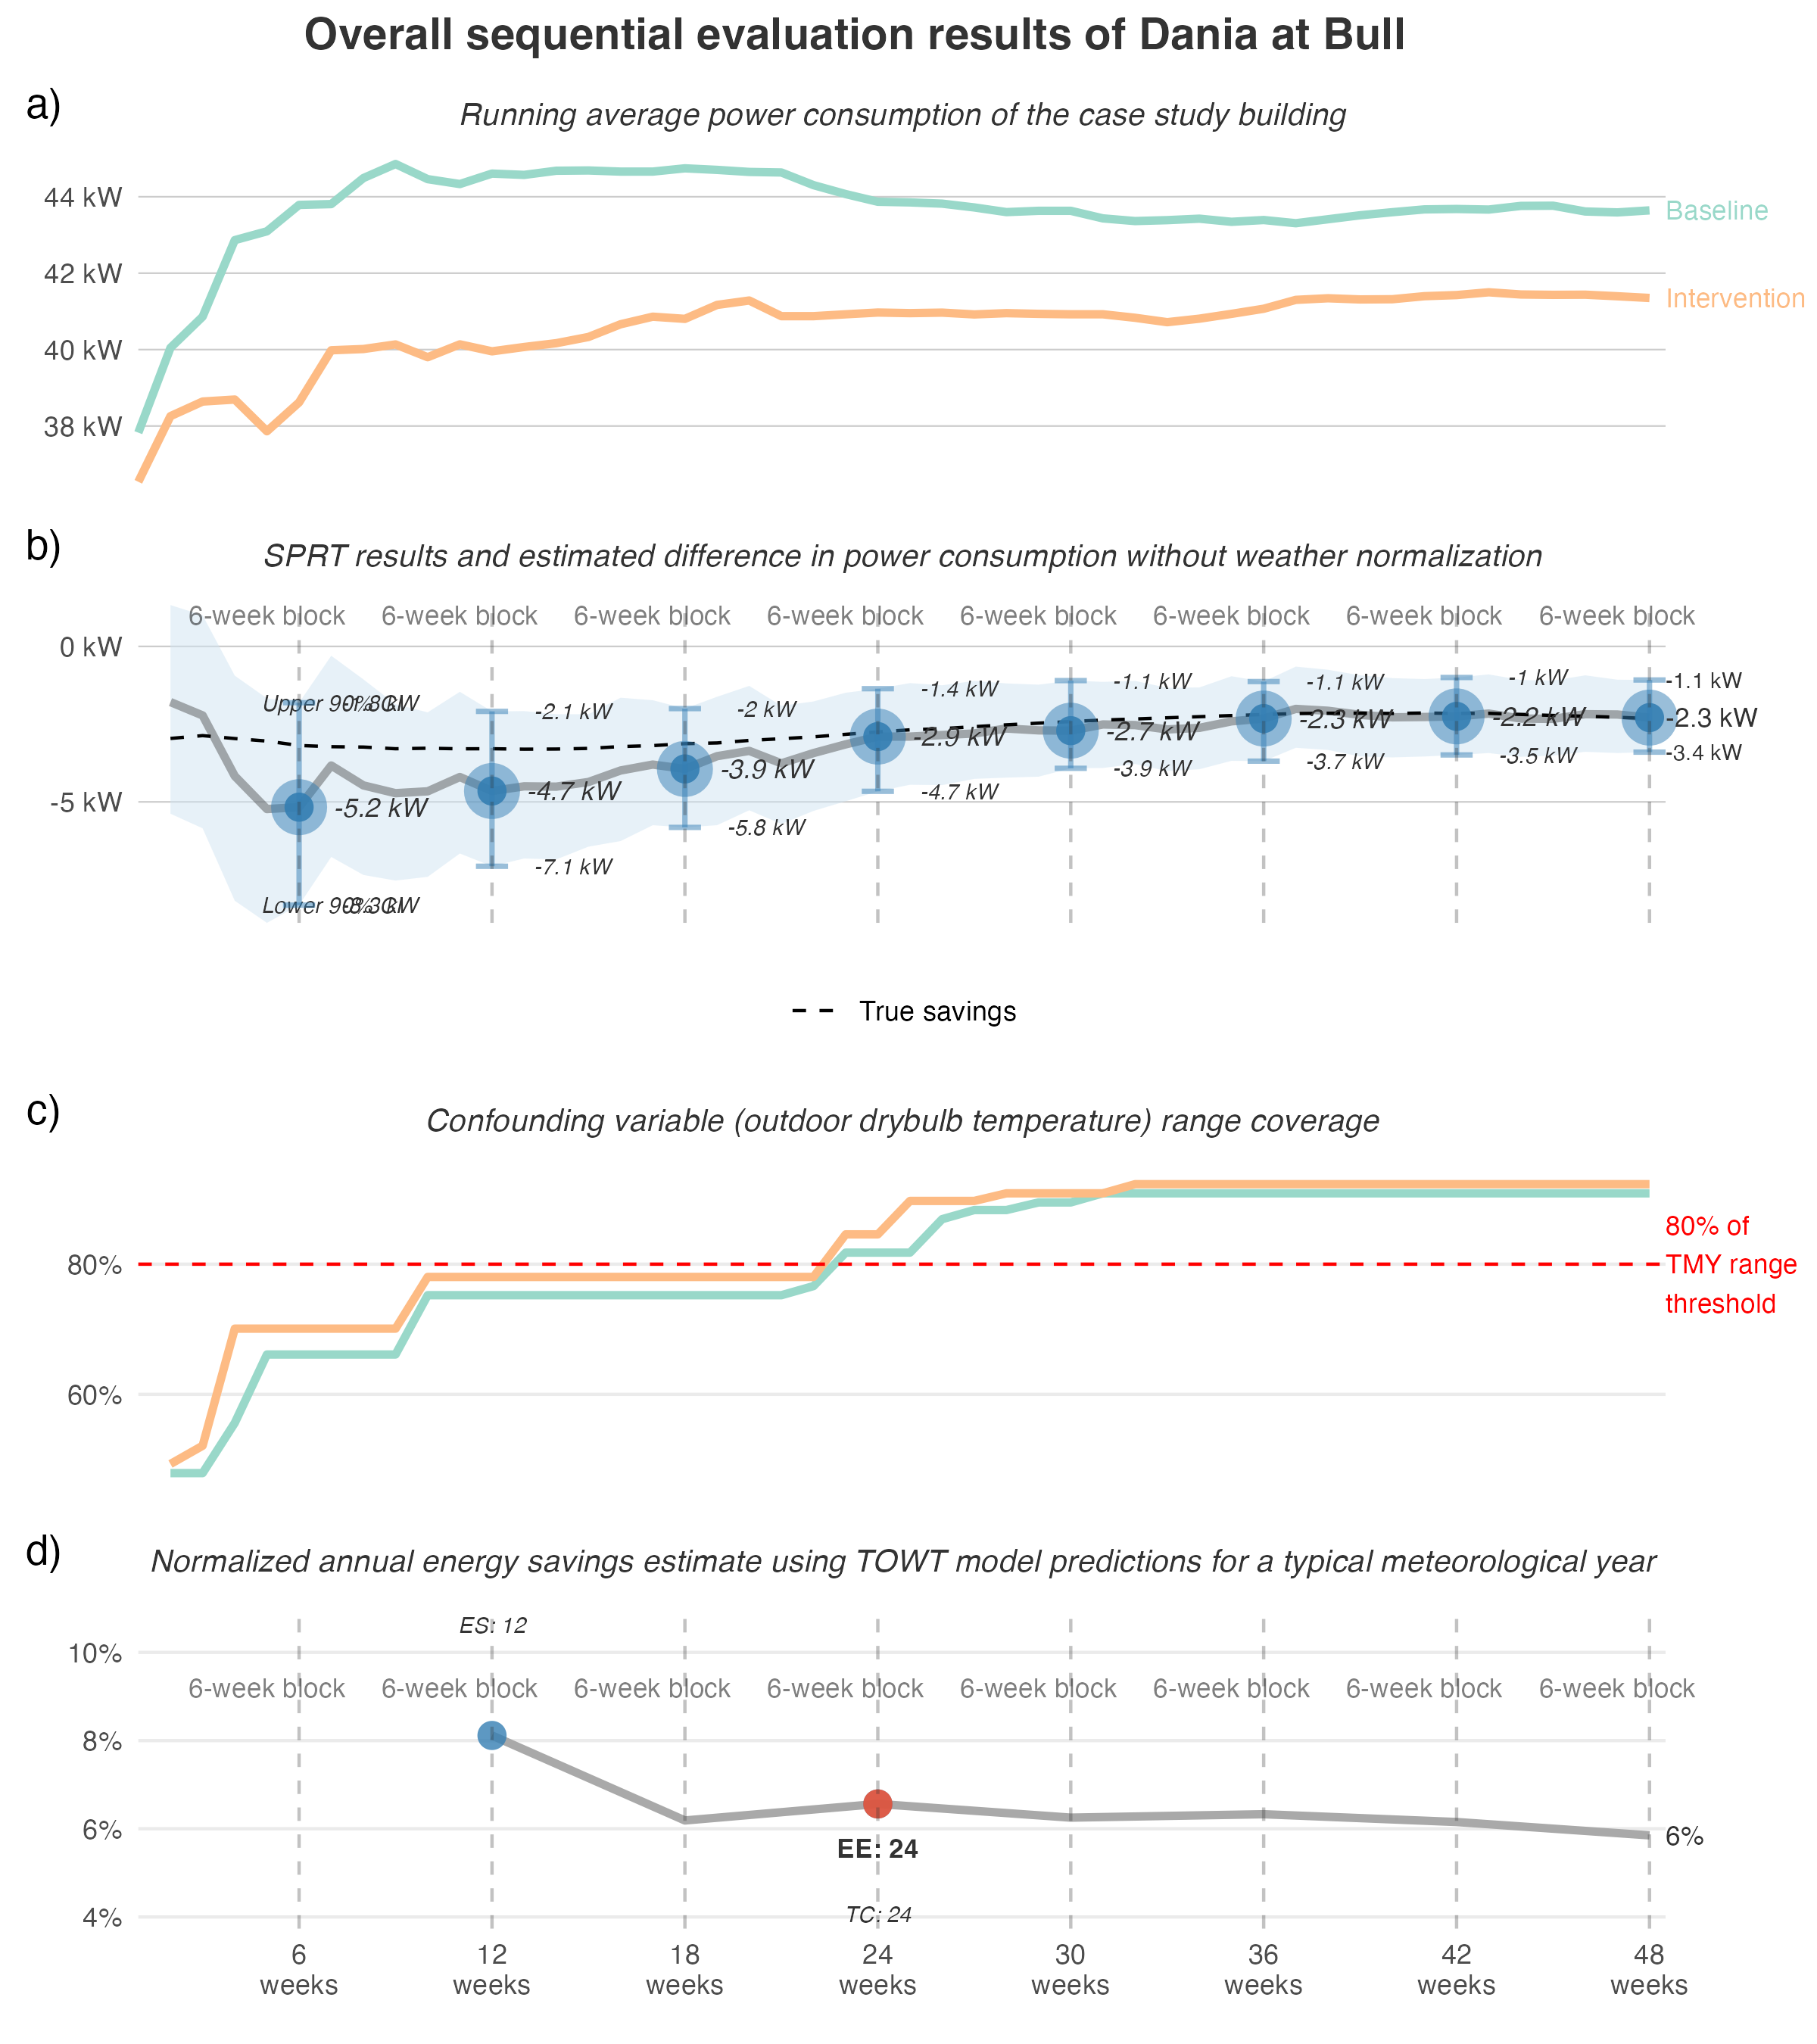 Overall sequential evaluation results of Dania at Bull
a)
Running average power consumption of the case study building
44 kW
42 kW
40 kW
38 kW
Baseline
Intervention
b)
SPRT results and estimated difference in power consumption without weather normalization
6-week block 6-week block 6-week block 6-week block 6-week block 6-week block 6-week block 6-week block
0 kW
-5 kW
Upper 90% CI -1.8 kW
-5.2 kW
Lower 90% CI -8.3 kW
-2.1 kW
-4.7 kW
-7.1 kW
-2 kW
-3.9 kW
-5.8 kW
-1.4 kW
-2.9 kW
-4.7 kW
-1.1 kW
-2.7 kW
-3.9 kW
-1.1 kW
-2.3 kW
-3.7 kW
-1 kW
-2.2 kW
-3.5 kW
-1.1 kW
-2.3 kW
-3.4 kW
True savings
c)
Confounding variable (outdoor drybulb temperature) range coverage
80%
60%
80% of
TMY range
threshold
d)
Normalized annual energy savings estimate using TOWT model predictions for a typical meteorological year
ES: 12
10%
6-week block 6-week block 6-week block 6-week block 6-week block 6-week block 6-week block 6-week block
8%
6%
6%
EE: 24
4%
TC: 24
6 12 18 24 30 36 42 48
weeks weeks weeks weeks weeks weeks weeks weeks